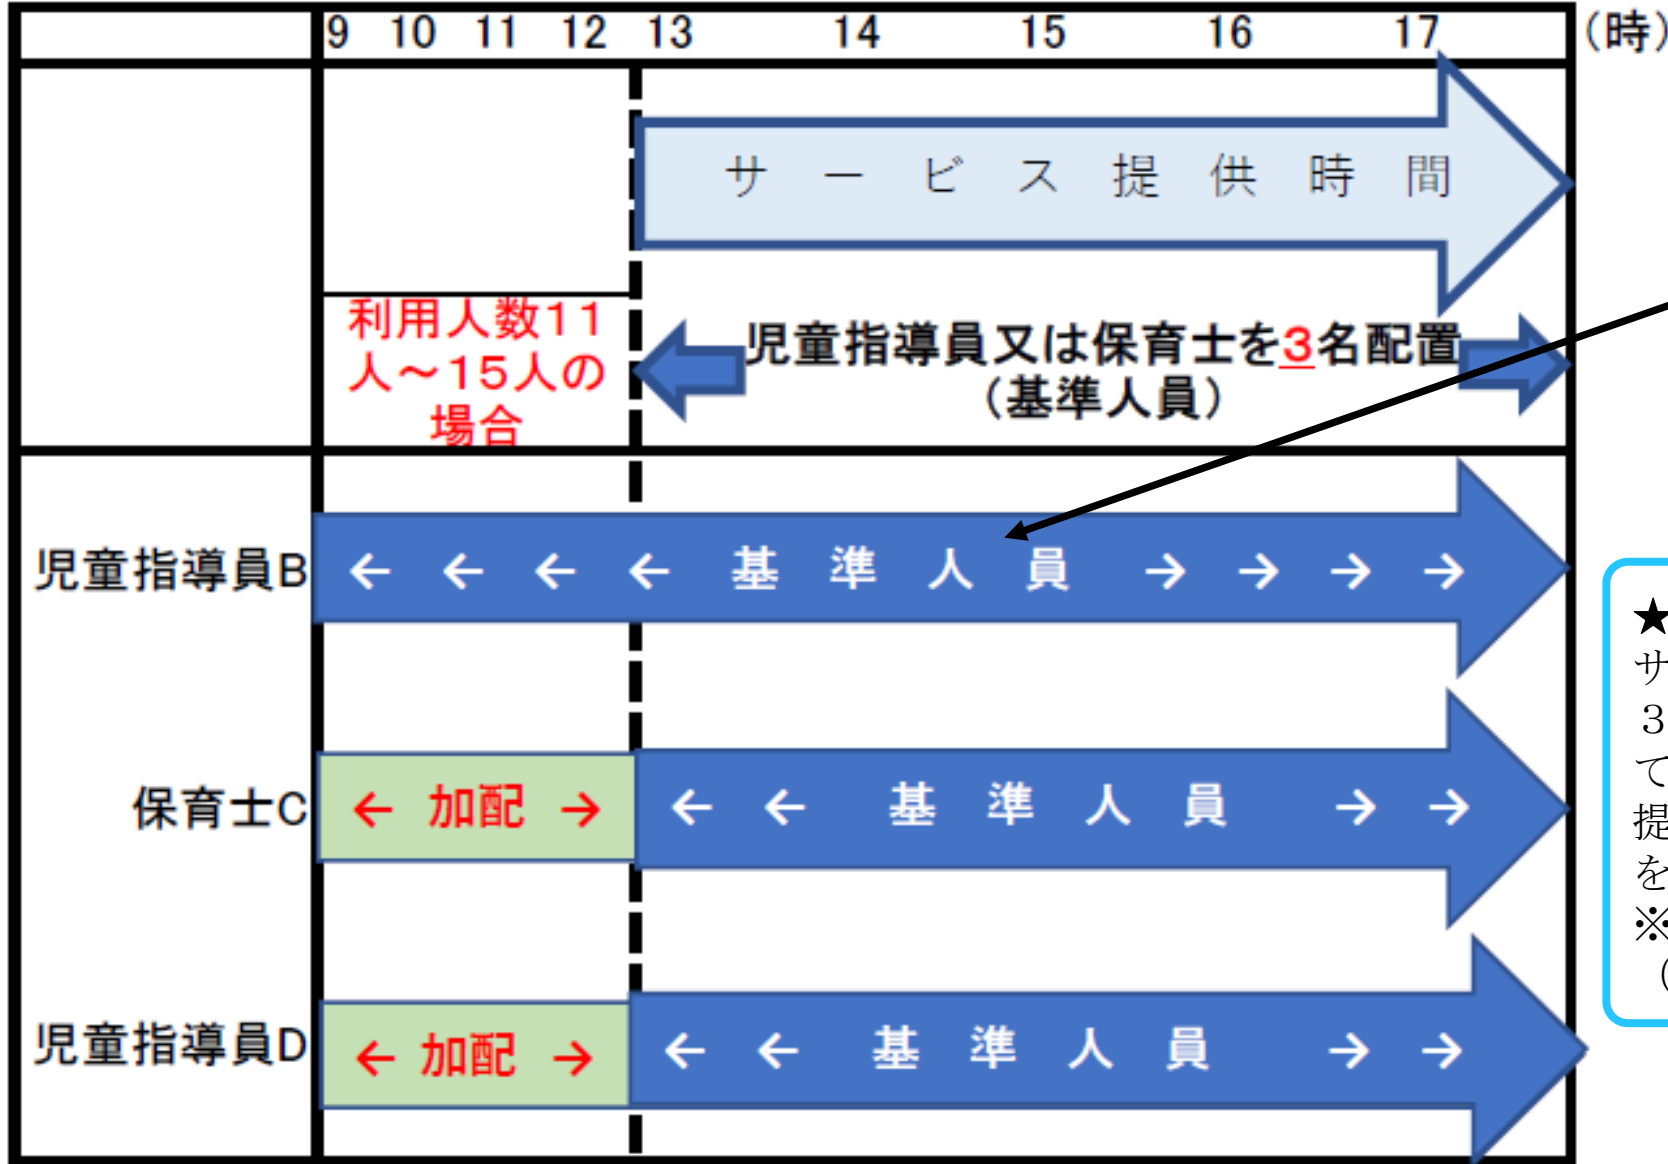 9 10 11 12 13 14 15 16 17 (時)
サービス提供時間
利用人数11
人～15人の
場合
児童指導員又は保育士を3名配置
(基準人員)
児童指導員B
← ← ← ← 基準人員 → → → →
保育士C
← 加配 →
← ← 基準人員 → →
児童指導員D
← 加配 →
← ← 基準人員 → →
★
サ
3
て
提
を
※
(